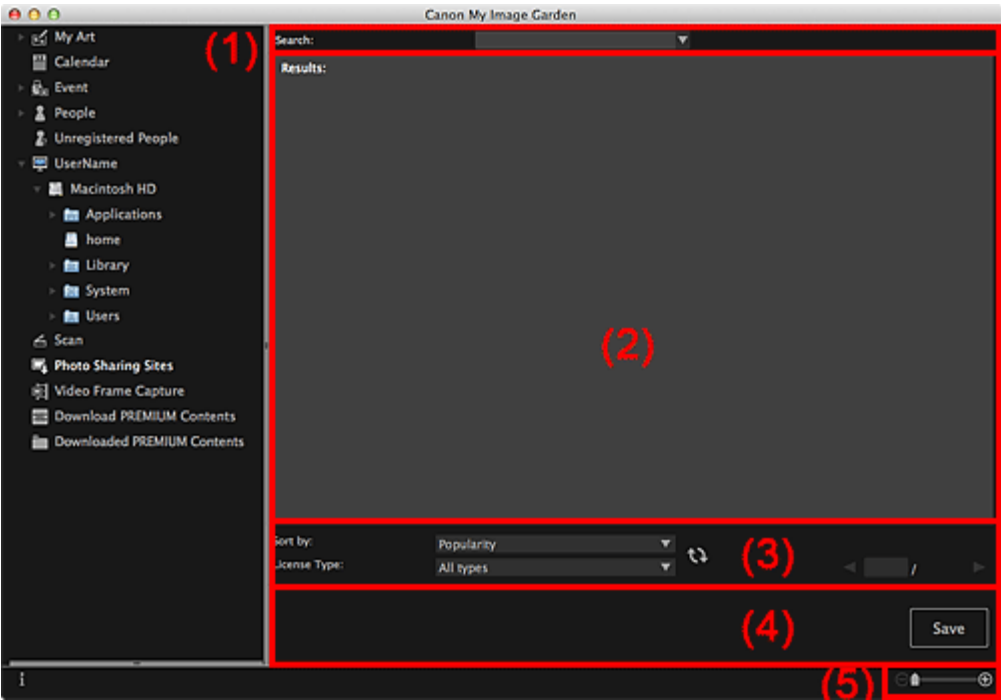 Canon My Image Garden
My Art
Calendar
Event
People
Unregistered People
UserName
Macintosh HD
Applications
home
Library
System
Users
Scan
Photo Sharing Sites
Video Frame Capture
Download PREMIUM Contents
Downloaded PREMIUM Contents
i
(1)
Search:
Results:
(2)
Sort by:
Popularity
License Type:
All types
(3)
/
(4)
Save
(5)